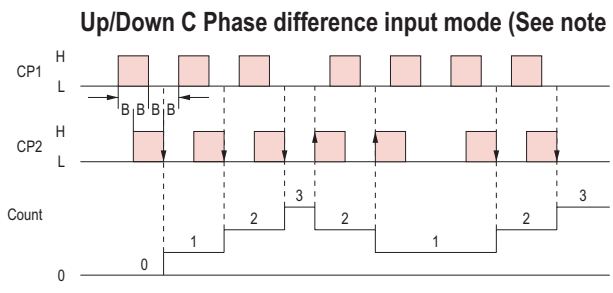 Up/Down C Phase difference input mode (See note
H
CP1
L
B B B B
H
CP2
L
3 3
Count 2 2 2
1 1
0 0